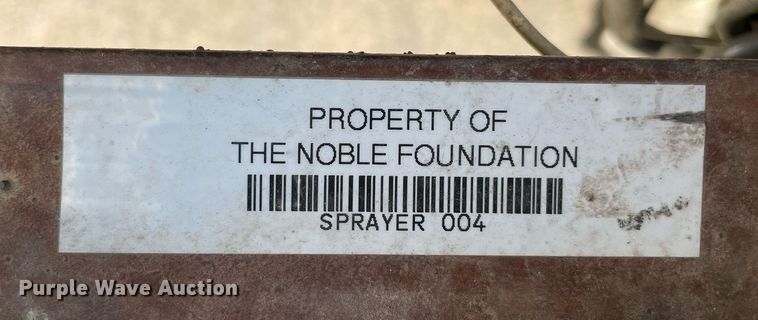 PROPERTY OF
THE NOBLE FOUNDATION
SPRAYER 004
Purple Wave Auction